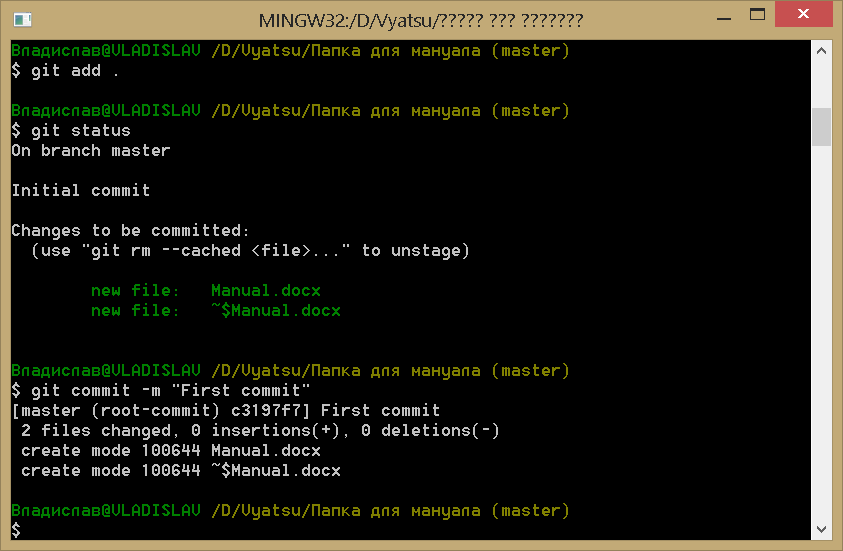 MINGW32:/D/Vyatsu/????? ??? ???????
Владислав@VLADISLAV /D/Vyatsu/Папка для мануала (master)
$ git add .
Владислав@VLADISLAV /D/Vyatsu/Папка для мануала (master)
$ git status
On branch master
Initial commit
Changes to be committed:
(use "git rm --cached <file>..." to unstage)
new file: Manual.docx
new file: ~$Manual.docx
Владислав@VLADISLAV /D/Vyatsu/Папка для мануала (master)
$ git commit -m "First commit"
[master (root-commit) c3197f7] First commit
2 files changed, 0 insertions(+), 0 deletions(-)
create mode 100644 Manual.docx
create mode 100644 ~$Manual.docx
Владислав@VLADISLAV /D/Vyatsu/Папка для мануала (master)
$